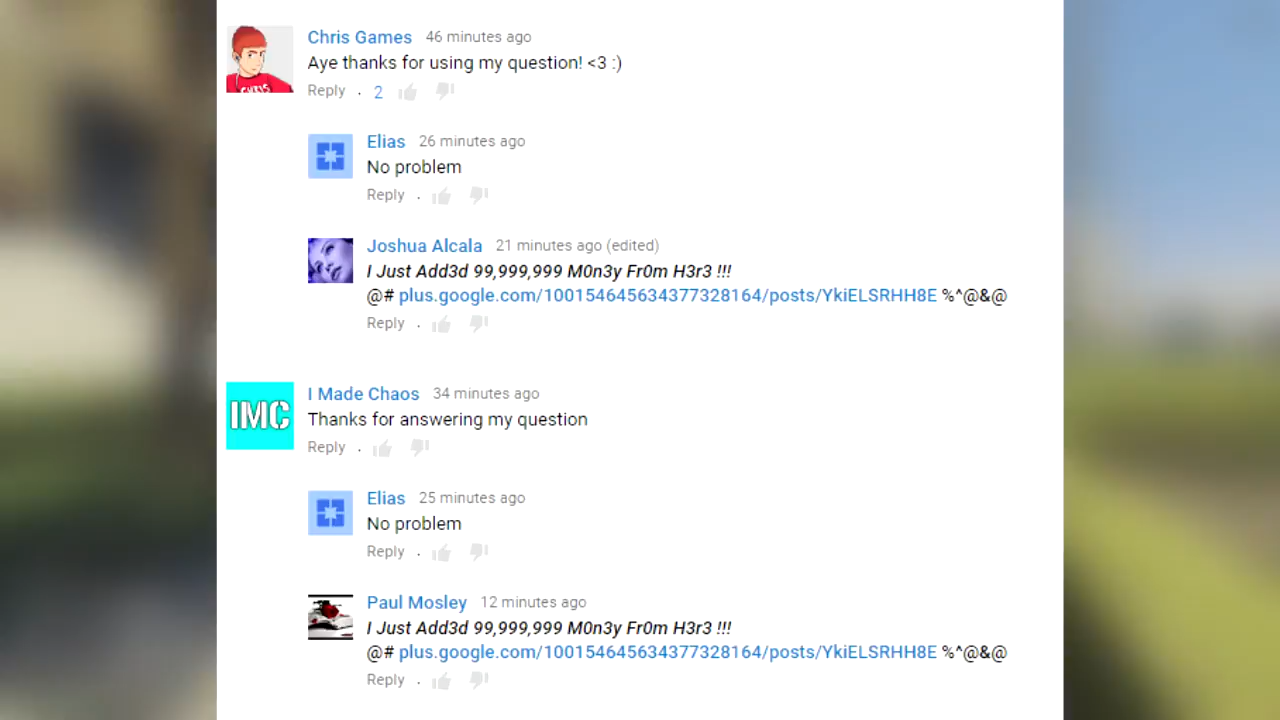 Chris Games 46 minutes ago
Aye thanks for using my question! <3 :)
Reply . 2
Elias 26 minutes ago
No problem
Reply .
Joshua Alcala 21 minutes ago (edited)
I Just Add3d 99,999,999 M0n3y Fr0m H3r3 !!!
@# plus.google.com/100154645634377328164/posts/YkiELSRHH8E %^@&@
Reply .
I Made Chaos 34 minutes ago
IMC
Thanks for answering my question
Reply .
Elias 25 minutes ago
No problem
Reply .
Paul Mosley 12 minutes ago
I Just Add3d 99,999,999 M0n3y Fr0m H3r3 !!!
@# plus.google.com/100154645634377328164/posts/YkiELSRHH8E %^@&@
Reply .